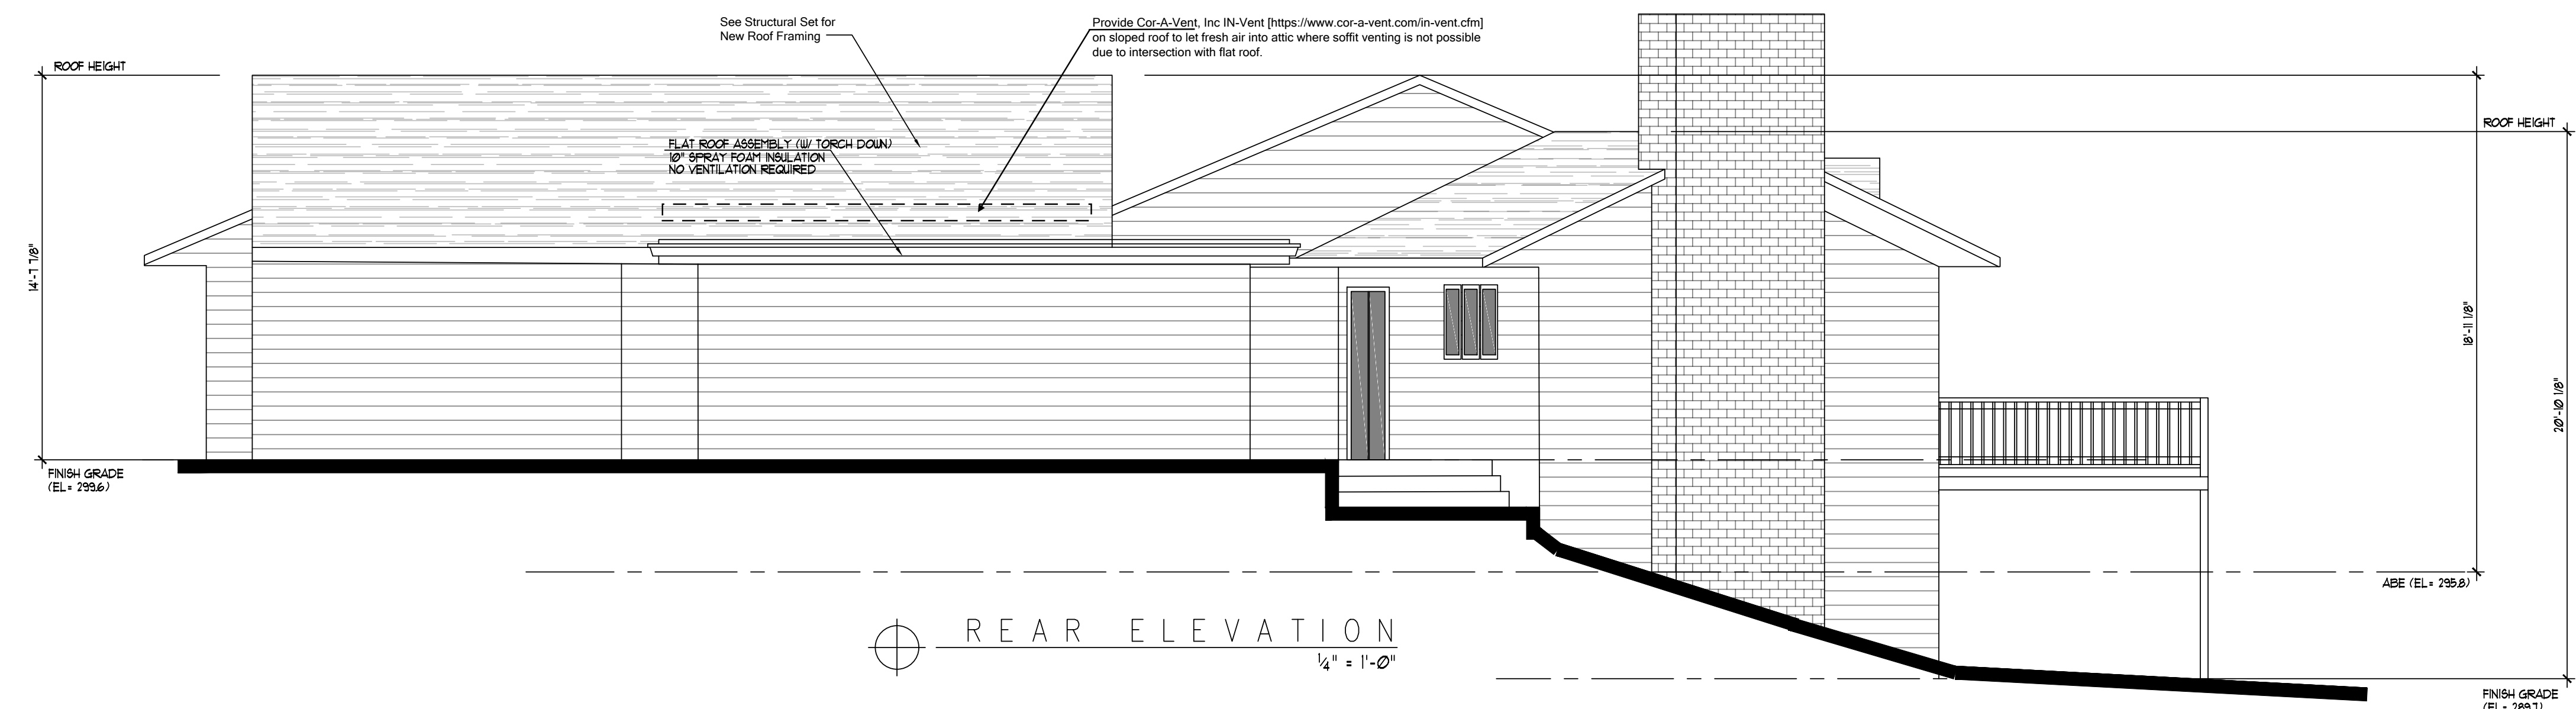 See Structural Set for
New Roof Framing
Provide Cor-A-Vent, Inc IN-Vent [https://www.cor-a-vent.com/in-vent.cfm]
on sloped roof to let fresh air into attic where soffit venting is not possible
due to intersection with flat roof.
ROOF HEIGHT
ROOF HEIGHT
FLAT ROOF ASSEMBLY (W/ TORCH DOWN)
10" SPRAY FOAM INSULATION
NO VENTILATION REQUIRED
14'-7 7/8"
18'-11 1/8"
20'-10 1/8"
FINISH GRADE
(EL= 299.6)
ABE (EL= 295.8)
REAR ELEVATION
1/4" = 1'-0"
FINISH GRADE
(EL= 289.7)